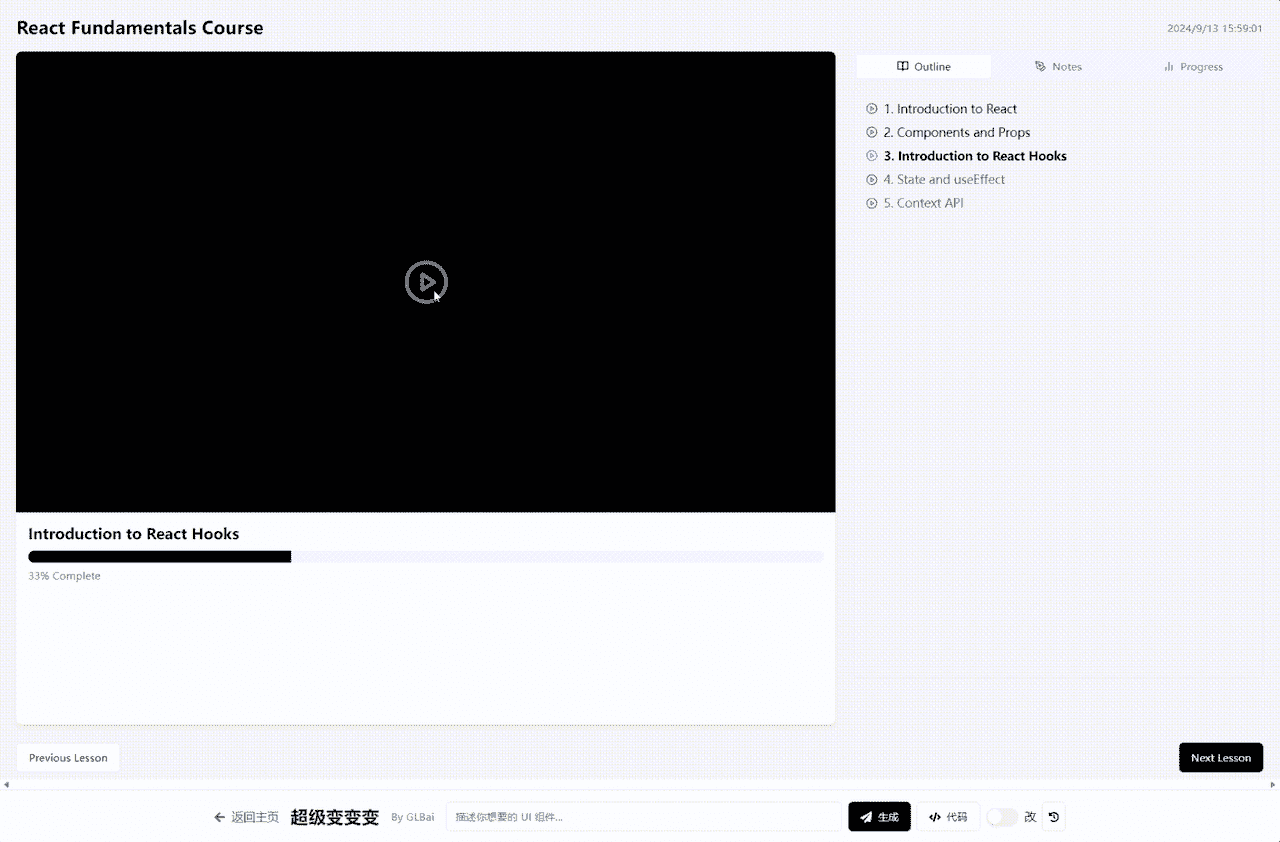 React Fundamentals Course
2024/9/13 15:59:01
Outline
Notes
Progress
1. Introduction to React
2. Components and Props
3. Introduction to React Hooks
4. State and useEffect
5. Context API
Introduction to React Hooks
33% Complete
Previous Lesson
Next Lesson
返回主页
超级变变变
By GLBai
描述你想要的 UI 组件...
生成
代码
改